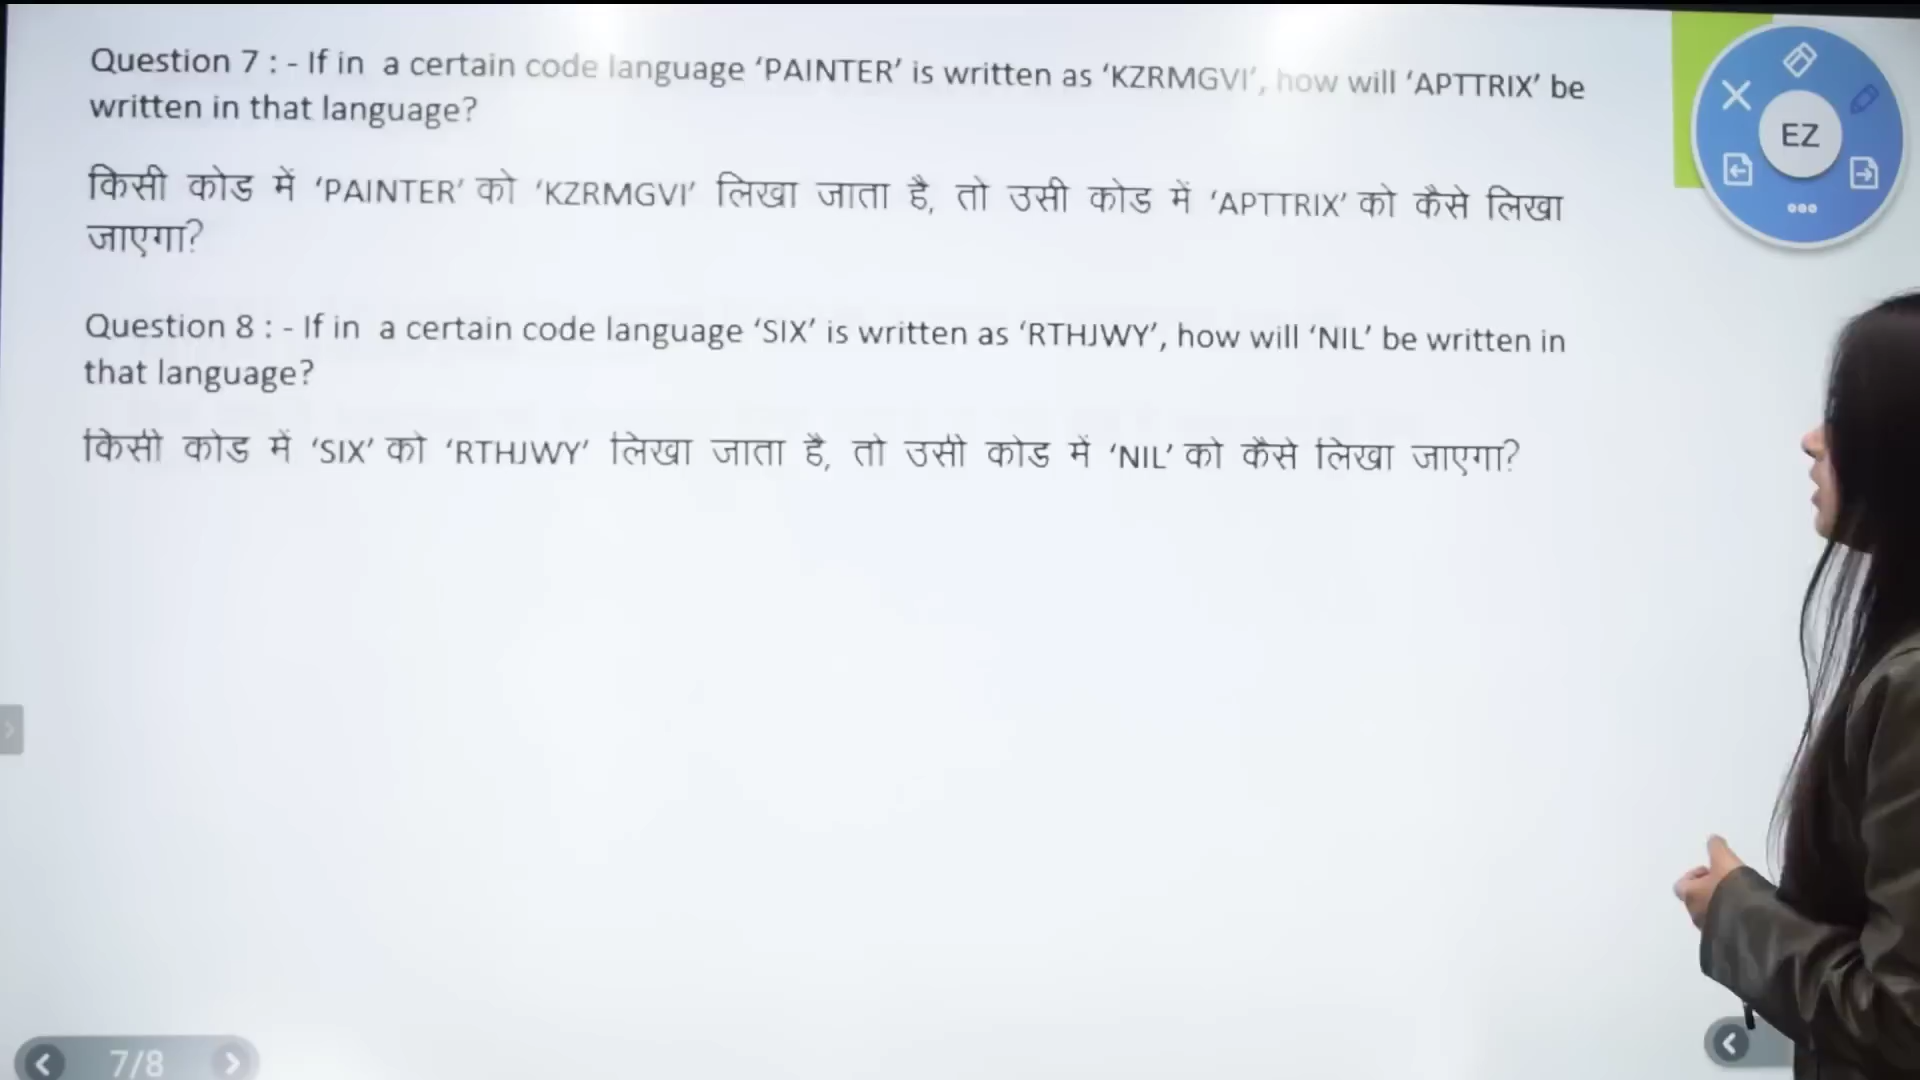 Question 7 : - If in a certain code language ‘PAINTER’ is written as ‘KZRMGVI’, how will ‘APTTRIX’ be
written in that language?
किसी कोड में ‘PAINTER’ को ‘KZRMGVI’ लिखा जाता है, तो उसी कोड में ‘APTTRIX’ को कैसे लिखा
जाएगा?
Question 8 : - If in a certain code language ‘SIX’ is written as ‘RTHJWY’, how will ‘NIL’ be written in
that language?
किसी कोड में ‘SIX’ को ‘RTHJWY’ लिखा जाता है, तो उसी कोड में ‘NIL’ को कैसे लिखा जाएगा?
EZ
7/8